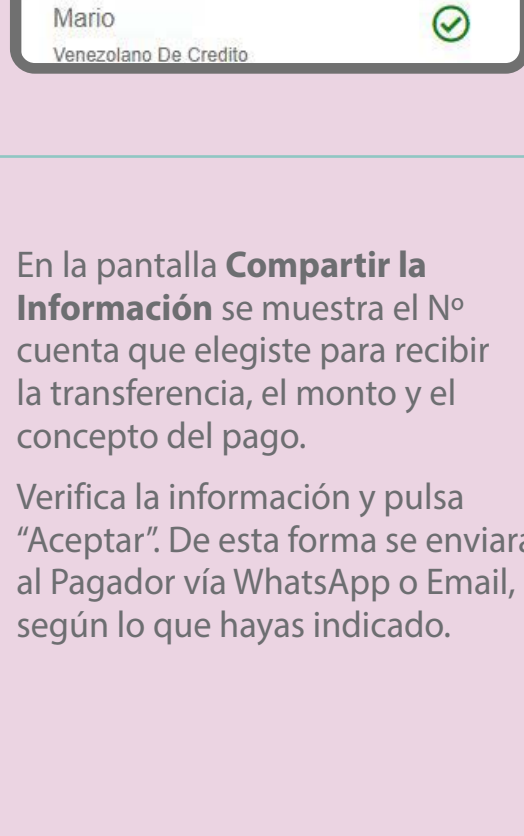 Mario
Venezolano De Credito
En la pantalla Compartir la
Información se muestra el Nº
cuenta que elegiste para recibir
la transferencia, el monto y el
concepto del pago.
Verifica la información y pulsa
“Aceptar”. De esta forma se enviará
al Pagador vía WhatsApp o Email,
según lo que hayas indicado.